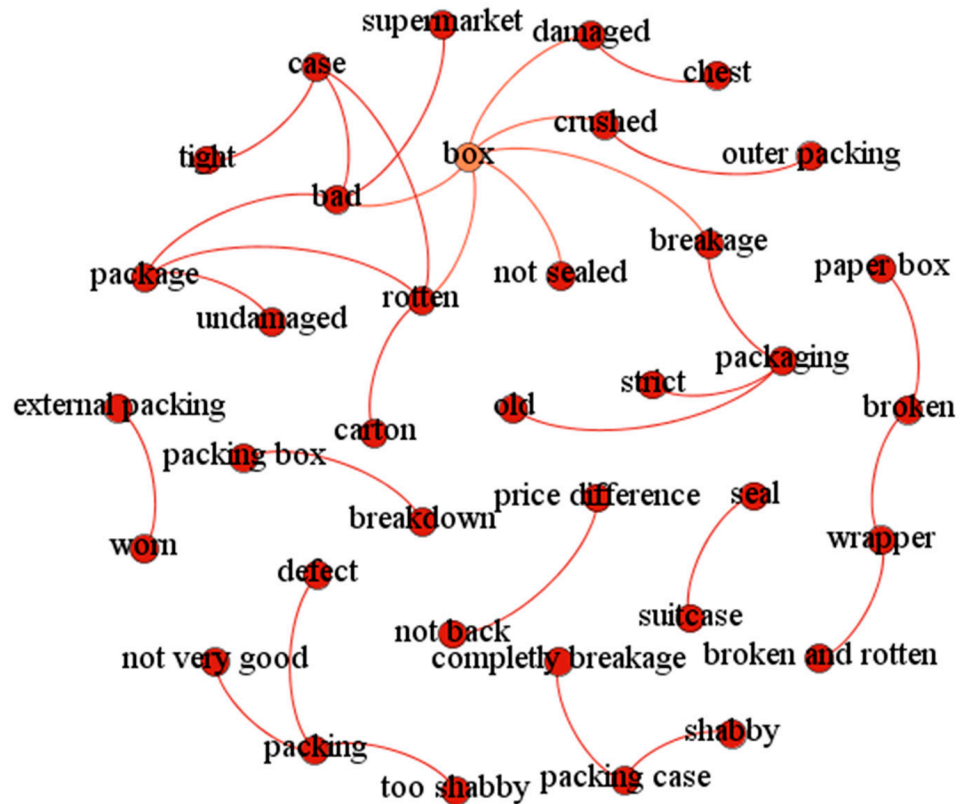 supermarket
damaged
case
chest
crushed
tight
box
outer packing
bad
breakage
package
not sealed
paper box
rotten
undamaged
packaging
strict
external packing
old
broken
carton
packing box
price difference
seal
breakdown
worn
wrapper
defect
suitcase
not back
not very good
completly breakage
broken and rotten
shabby
packing
too shabby
packing case